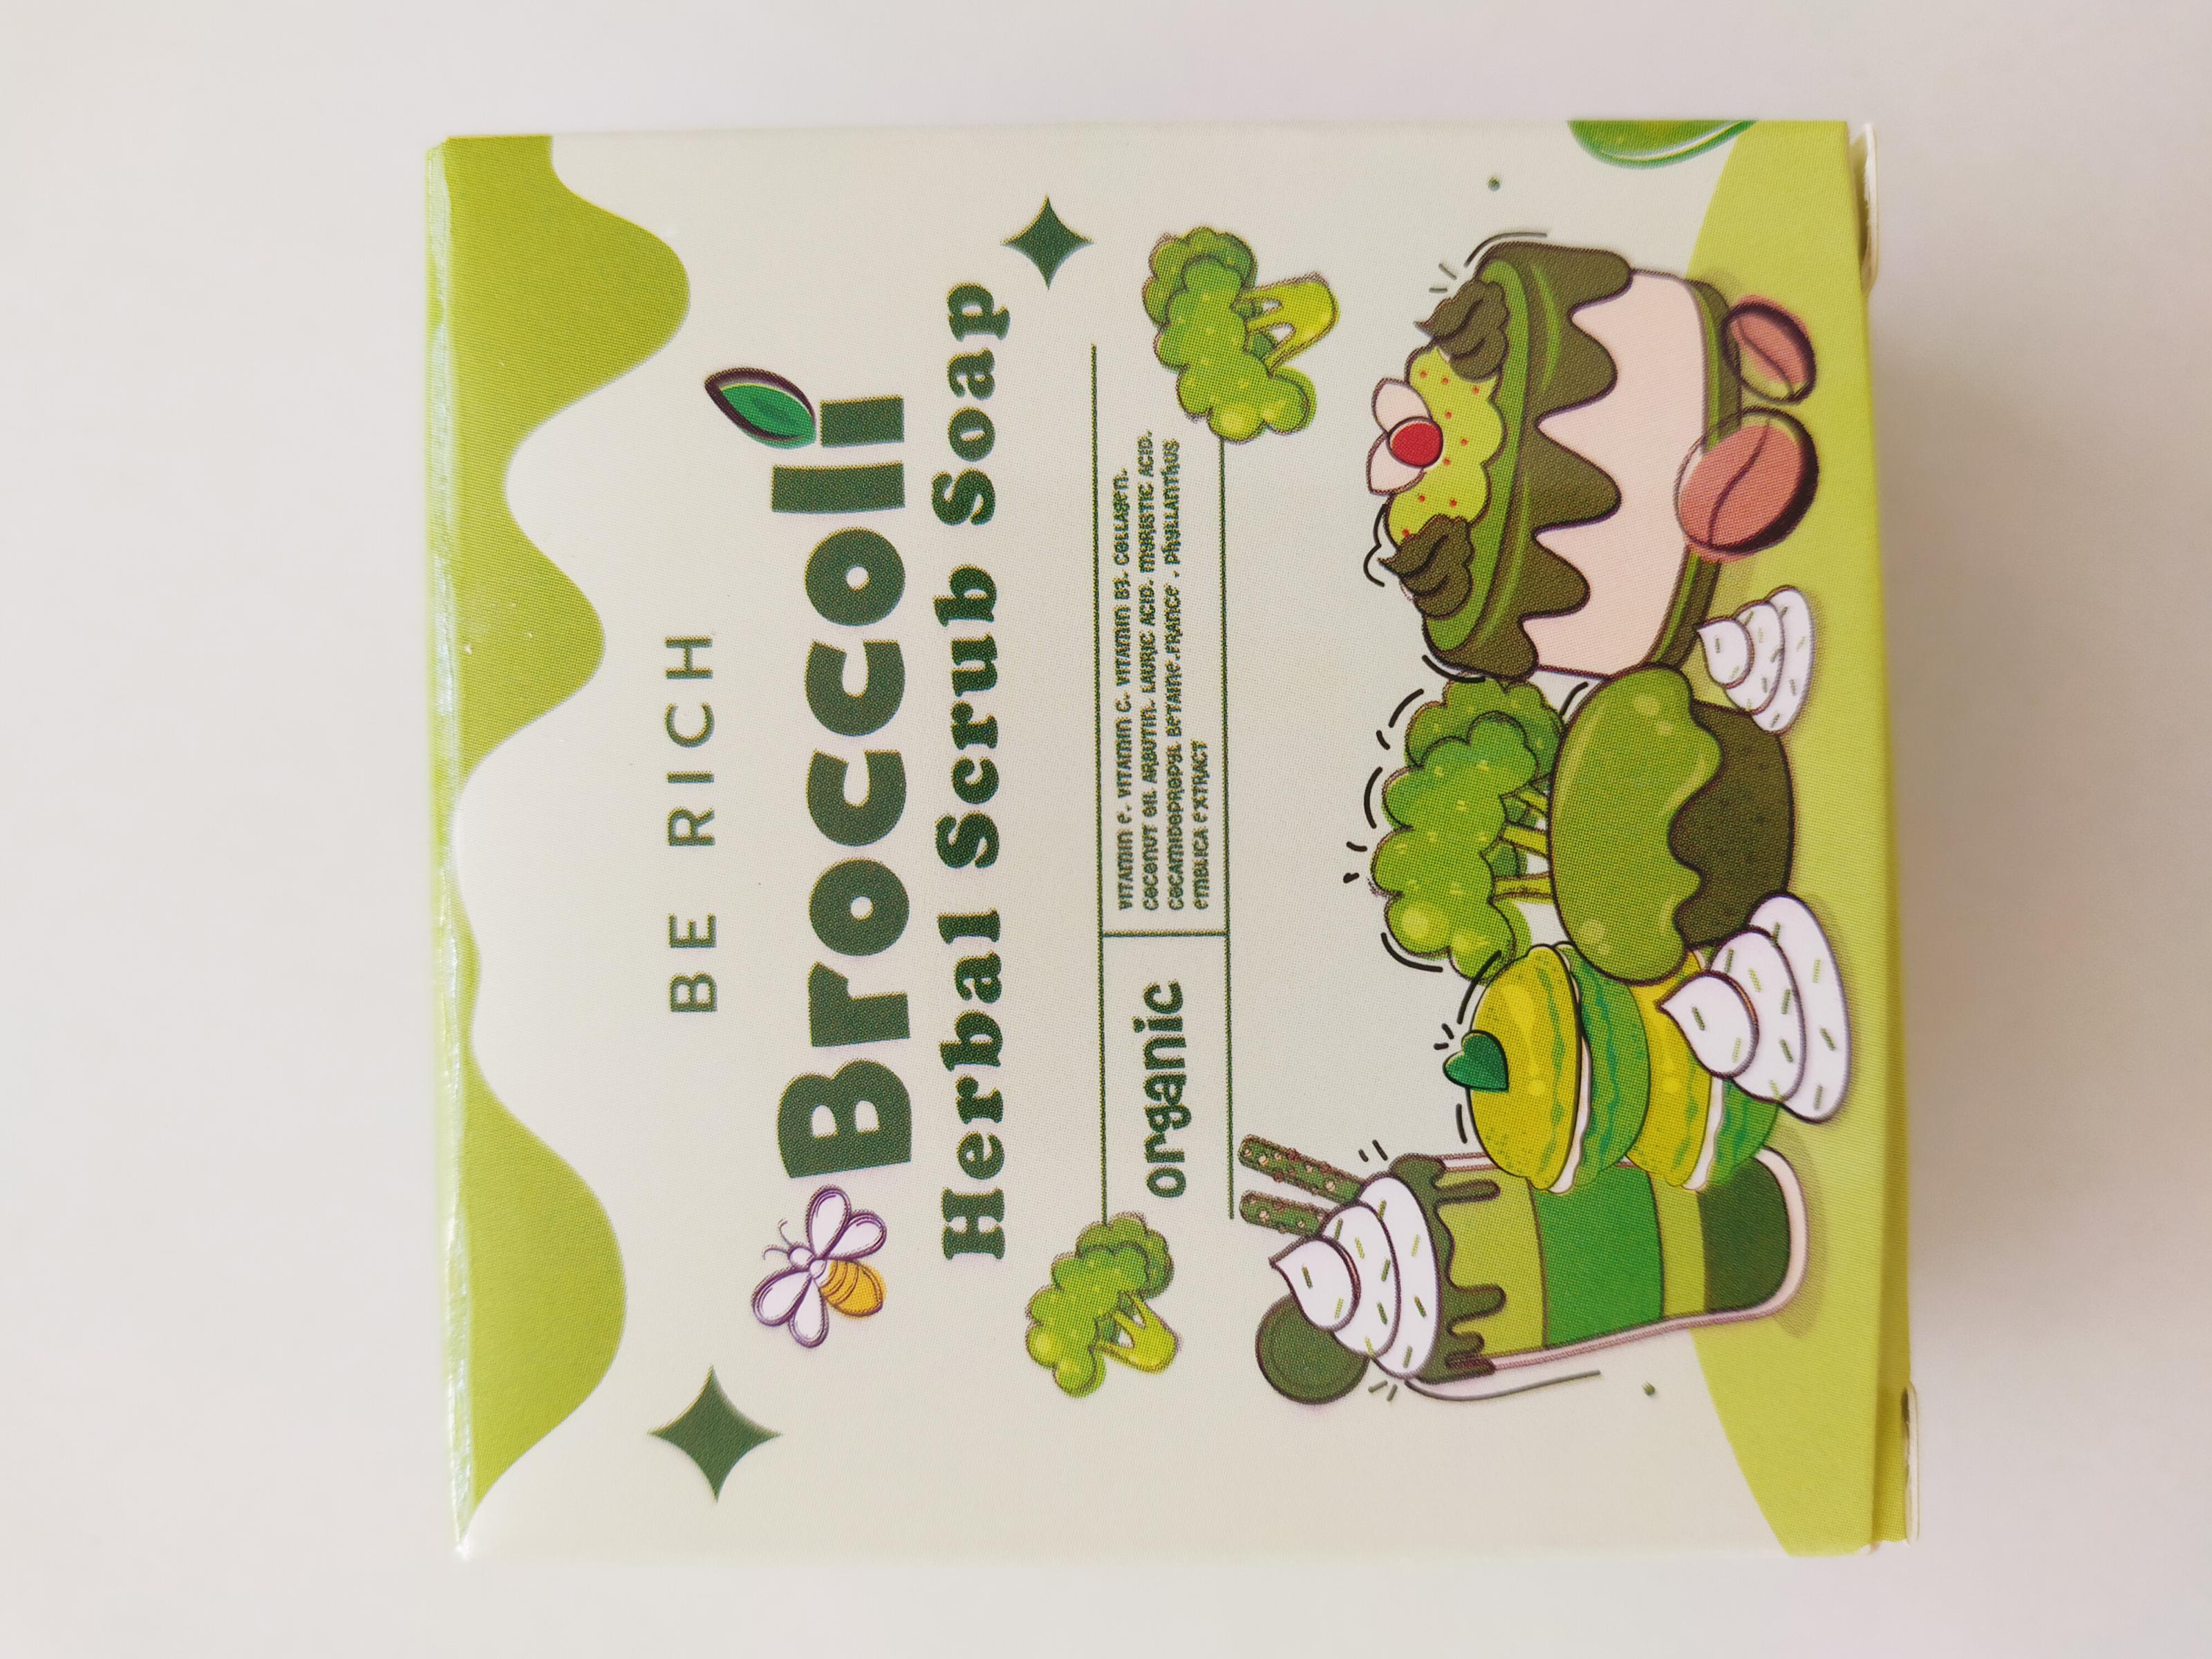 BE RICH
Broccoli
Herbal Scrub Soap
organic
VITAMIN E. VITAMIN C. VITAMIN B3. COLLAGEN.
COCONUT OIL ARBUTIN. LAURIC ACID. MYRISTIC ACID.
COCAMIDOPROPYL BETAINE.FRANCE . PHYLLANTHUS
EMBLICA EXTRACT